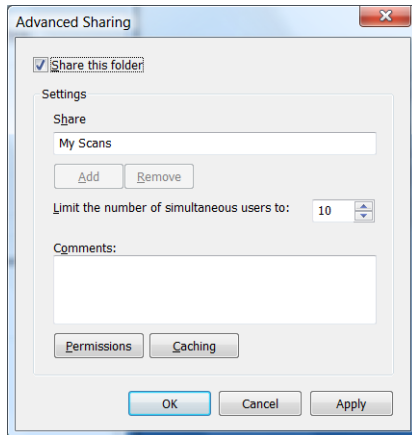 Advanced Sharing
Share this folder
Settings
Share
My Scans
Add Remove
Limit the number of simultaneous users to: 10
Comments:
Permissions Caching
OK Cancel Apply